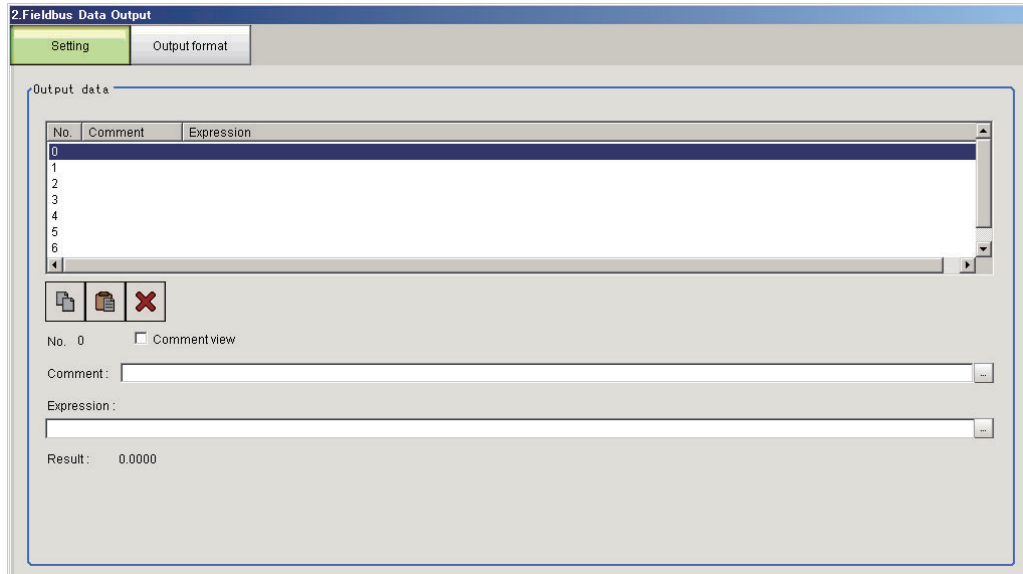 2.Fieldbus Data Output
Setting Output format
Output data
No. Comment Expression
0
1
2
3
4
5
6
No. 0 Comment view
Comment : ...
Expression :
...
Result : 0.0000